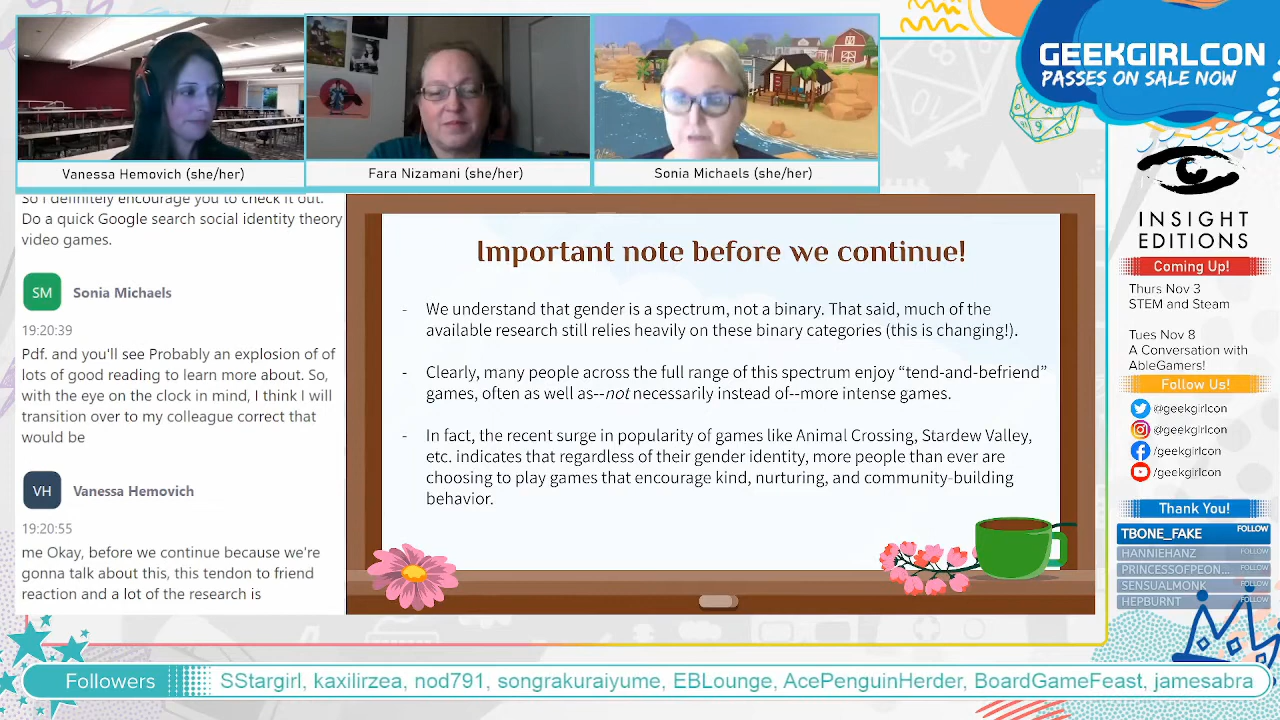 GEEKGIRLCON
PASSES ON SALE NOW
Vanessa Hemovich (she/her)
Fara Nizamani (she/her)
Sonia Michaels (she/her)
So I definitely encourage you to check it out.
Do a quick Google search social identity theory
video games.
SM
Sonia Michaels
19:20:39
Pdf. and you'll see Probably an explosion of of
lots of good reading to learn more about. So,
with the eye on the clock in mind, I think I will
transition over to my colleague correct that
would be
VH
Vanessa Hemovich
19:20:55
me Okay, before we continue because we're
gonna talk about this, this tendon to friend
reaction and a lot of the research is
Important note before we continue!
- We understand that gender is a spectrum, not a binary. That said, much of the
available research still relies heavily on these binary categories (this is changing!).
- Clearly, many people across the full range of this spectrum enjoy “tend-and-befriend”
games, often as well as--not necessarily instead of--more intense games.
- In fact, the recent surge in popularity of games like Animal Crossing, Stardew Valley,
etc. indicates that regardless of their gender identity, more people than ever are
choosing to play games that encourage kind, nurturing, and community-building
behavior.
INSIGHT
EDITIONS
Coming Up!
Thurs Nov 3
STEM and Steam
Tues Nov 8
A Conversation with
AbleGamers!
Follow Us!
@geekgirlcon
@geekgirlcon
/geekgirlcon
/geekgirlcon
Thank You!
TBONE_FAKE FOLLOW
HANNIEHANZ FOLLOW
PRINCESSOFPEON... FOLLOW
SENSUALMONK FOLLOW
HEPBURNT FOLLOW
Followers
SStargirl, kaxilirzea, nod791, songrakuraiyume, EBLounge, AcePenguinHerder, BoardGameFeast, jamesabra